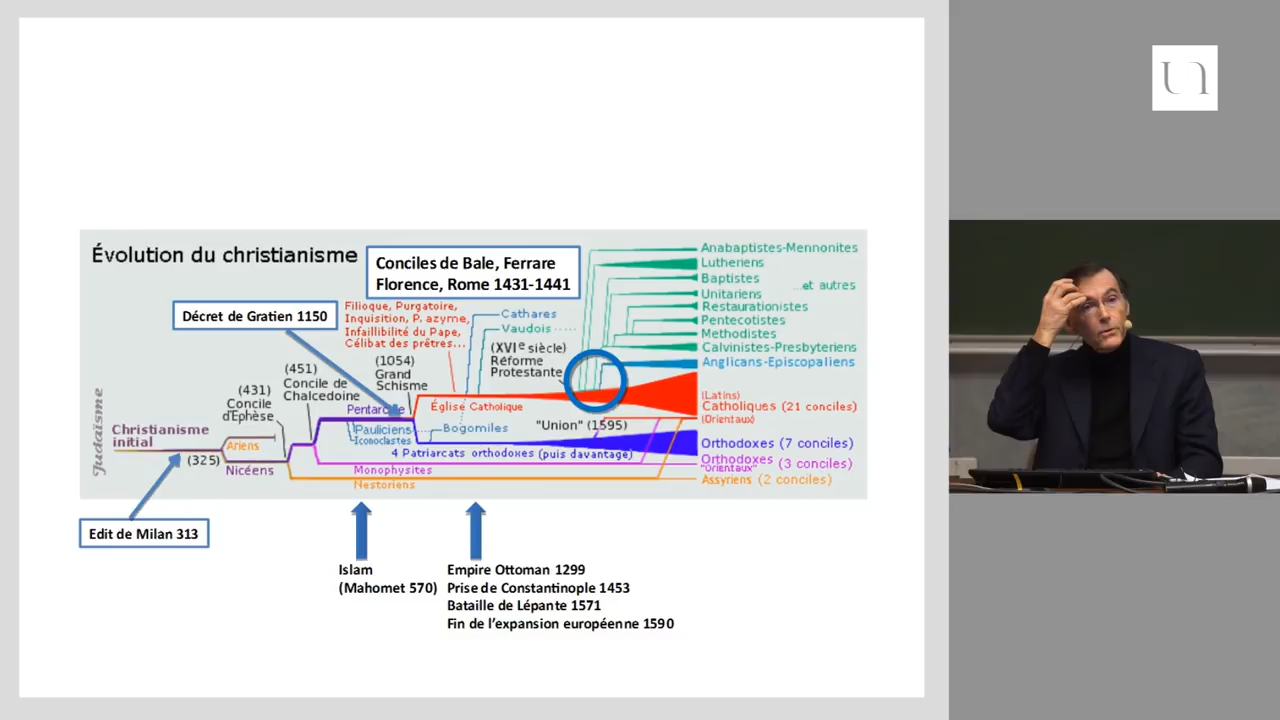 Évolution du christianisme
Conciles de Bale, Ferrare
Florence, Rome 1431-1441
Décret de Gratien 1150
Filioque, Purgatoire,
Inquisition, P. azyme,
Infaillibilité du Pape,
Célibat des prêtres...
(1054)
Grand
Schisme
(451)
Concile de
Chalcedoine
(431)
Concile
d'Ephèse
Judaïsme
Christianisme
initial
(325)
Ariens
Nicéens
Pentarchie
Pauliciens
Iconoclastes
Bogomiles
Cathares
Vaudois
(XVIe siècle)
Réforme
Protestante
Église Catholique
"Union" (1595)
4 Patriarcats orthodoxes (puis davantage)
Monophysites
Nestoriens
Anabaptistes-Mennonites
Lutheriens
Baptistes
...et autres
Unitariens
Restaurationistes
Pentecotistes
Methodistes
Calvinistes-Presbyteriens
Anglicans-Episcopaliens
(Latins)
Catholiques (21 conciles)
(Orientaux)
Orthodoxes (7 conciles)
Orthodoxes (3 conciles)
"Orientaux"
Assyriens (2 conciles)
Edit de Milan 313
Islam
(Mahomet 570)
Empire Ottoman 1299
Prise de Constantinople 1453
Bataille de Lépante 1571
Fin de l'expansion européenne 1590